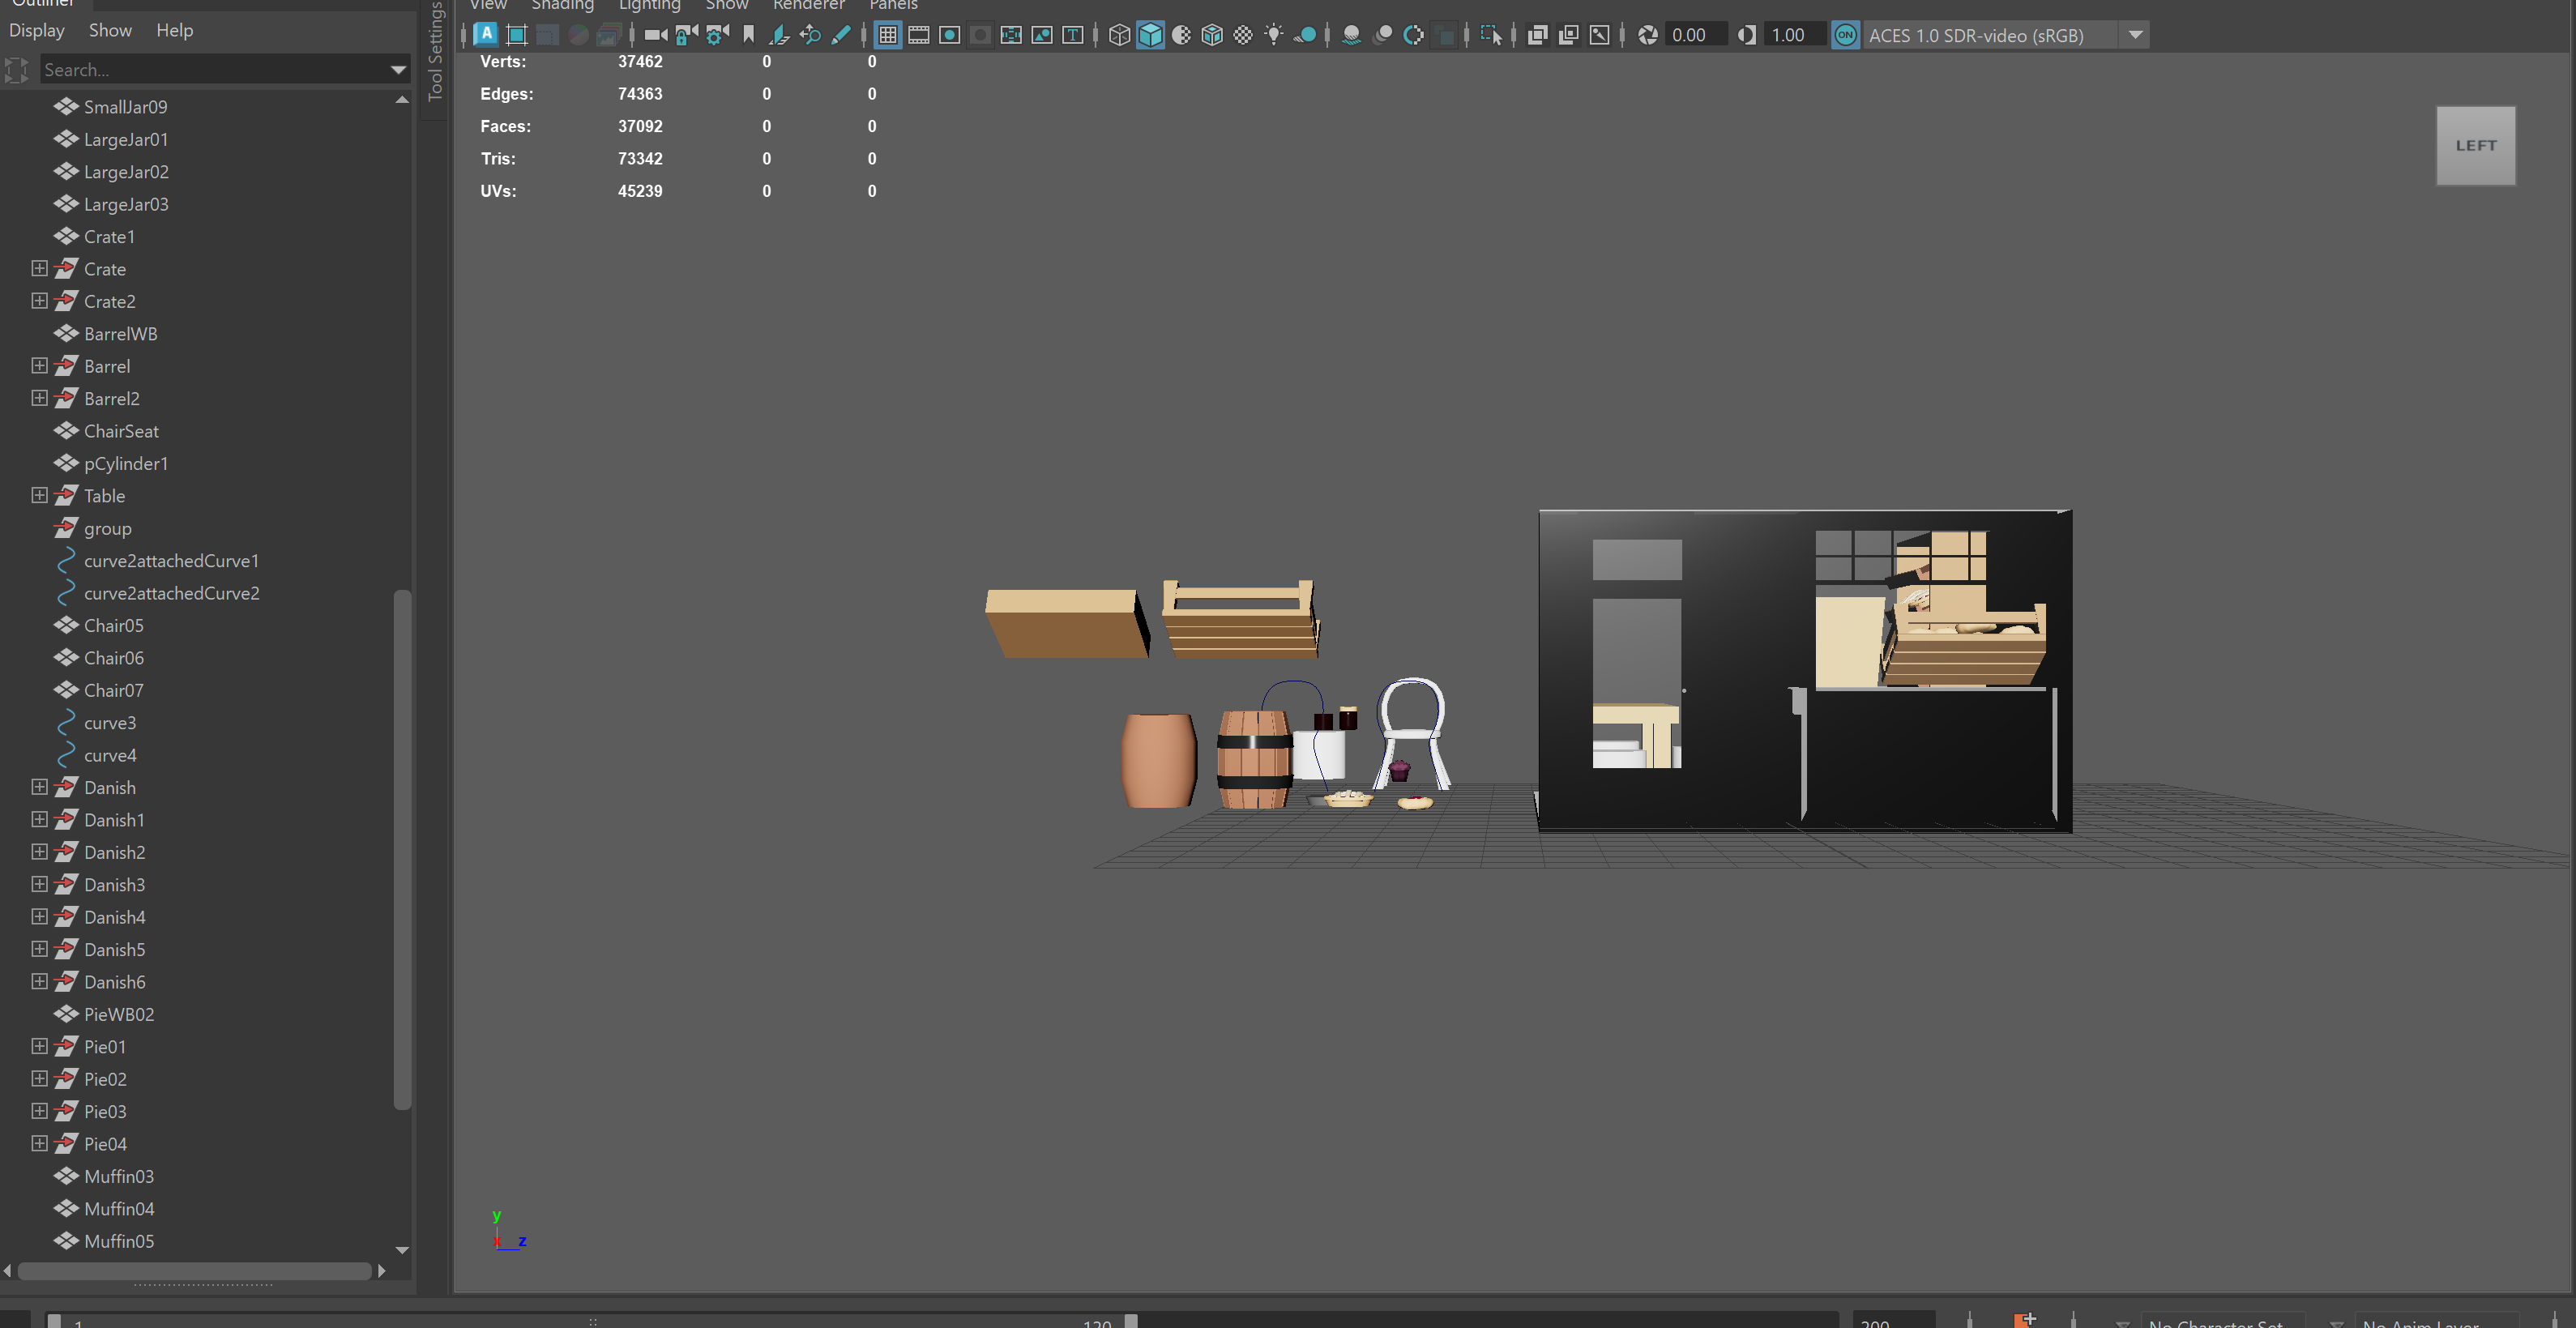 Outliner
View Shading Lighting Show Renderer Panels
Display Show Help
A
0.00
1.00
ON
ACES 1.0 SDR-video (sRGB)
Search...
Tool Settings
SmallJar09
LargeJar01
LargeJar02
LargeJar03
Crate1
Crate
Crate2
BarrelWB
Barrel
Barrel2
ChairSeat
pCylinder1
Table
group
curve2attachedCurve1
curve2attachedCurve2
Chair05
Chair06
Chair07
curve3
curve4
Danish
Danish1
Danish2
Danish3
Danish4
Danish5
Danish6
PieWB02
Pie01
Pie02
Pie03
Pie04
Muffin03
Muffin04
Muffin05
Verts: 37462 0 0
Edges: 74363 0 0
Faces: 37092 0 0
Tris: 73342 0 0
UVs: 45239 0 0
LEFT
y
x z
1
120
200
No Character Set
No Anim Layer